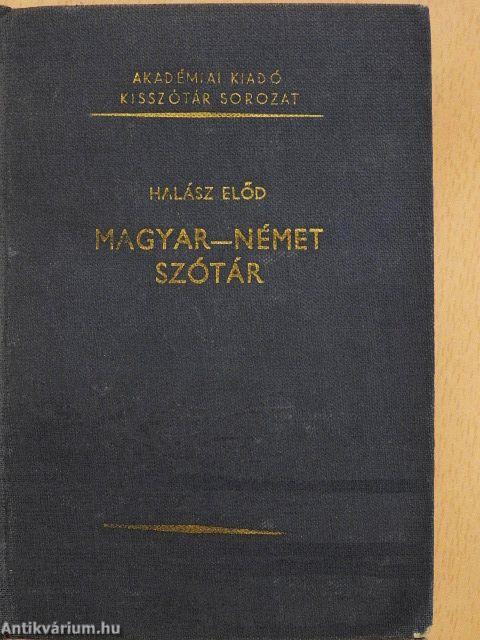 AKADÉMIAI KIADÓ
KISSZÓTÁR SOROZAT
HALÁSZ ELŐD
MAGYAR—NÉMET
SZÓTÁR
Antikvárium.hu